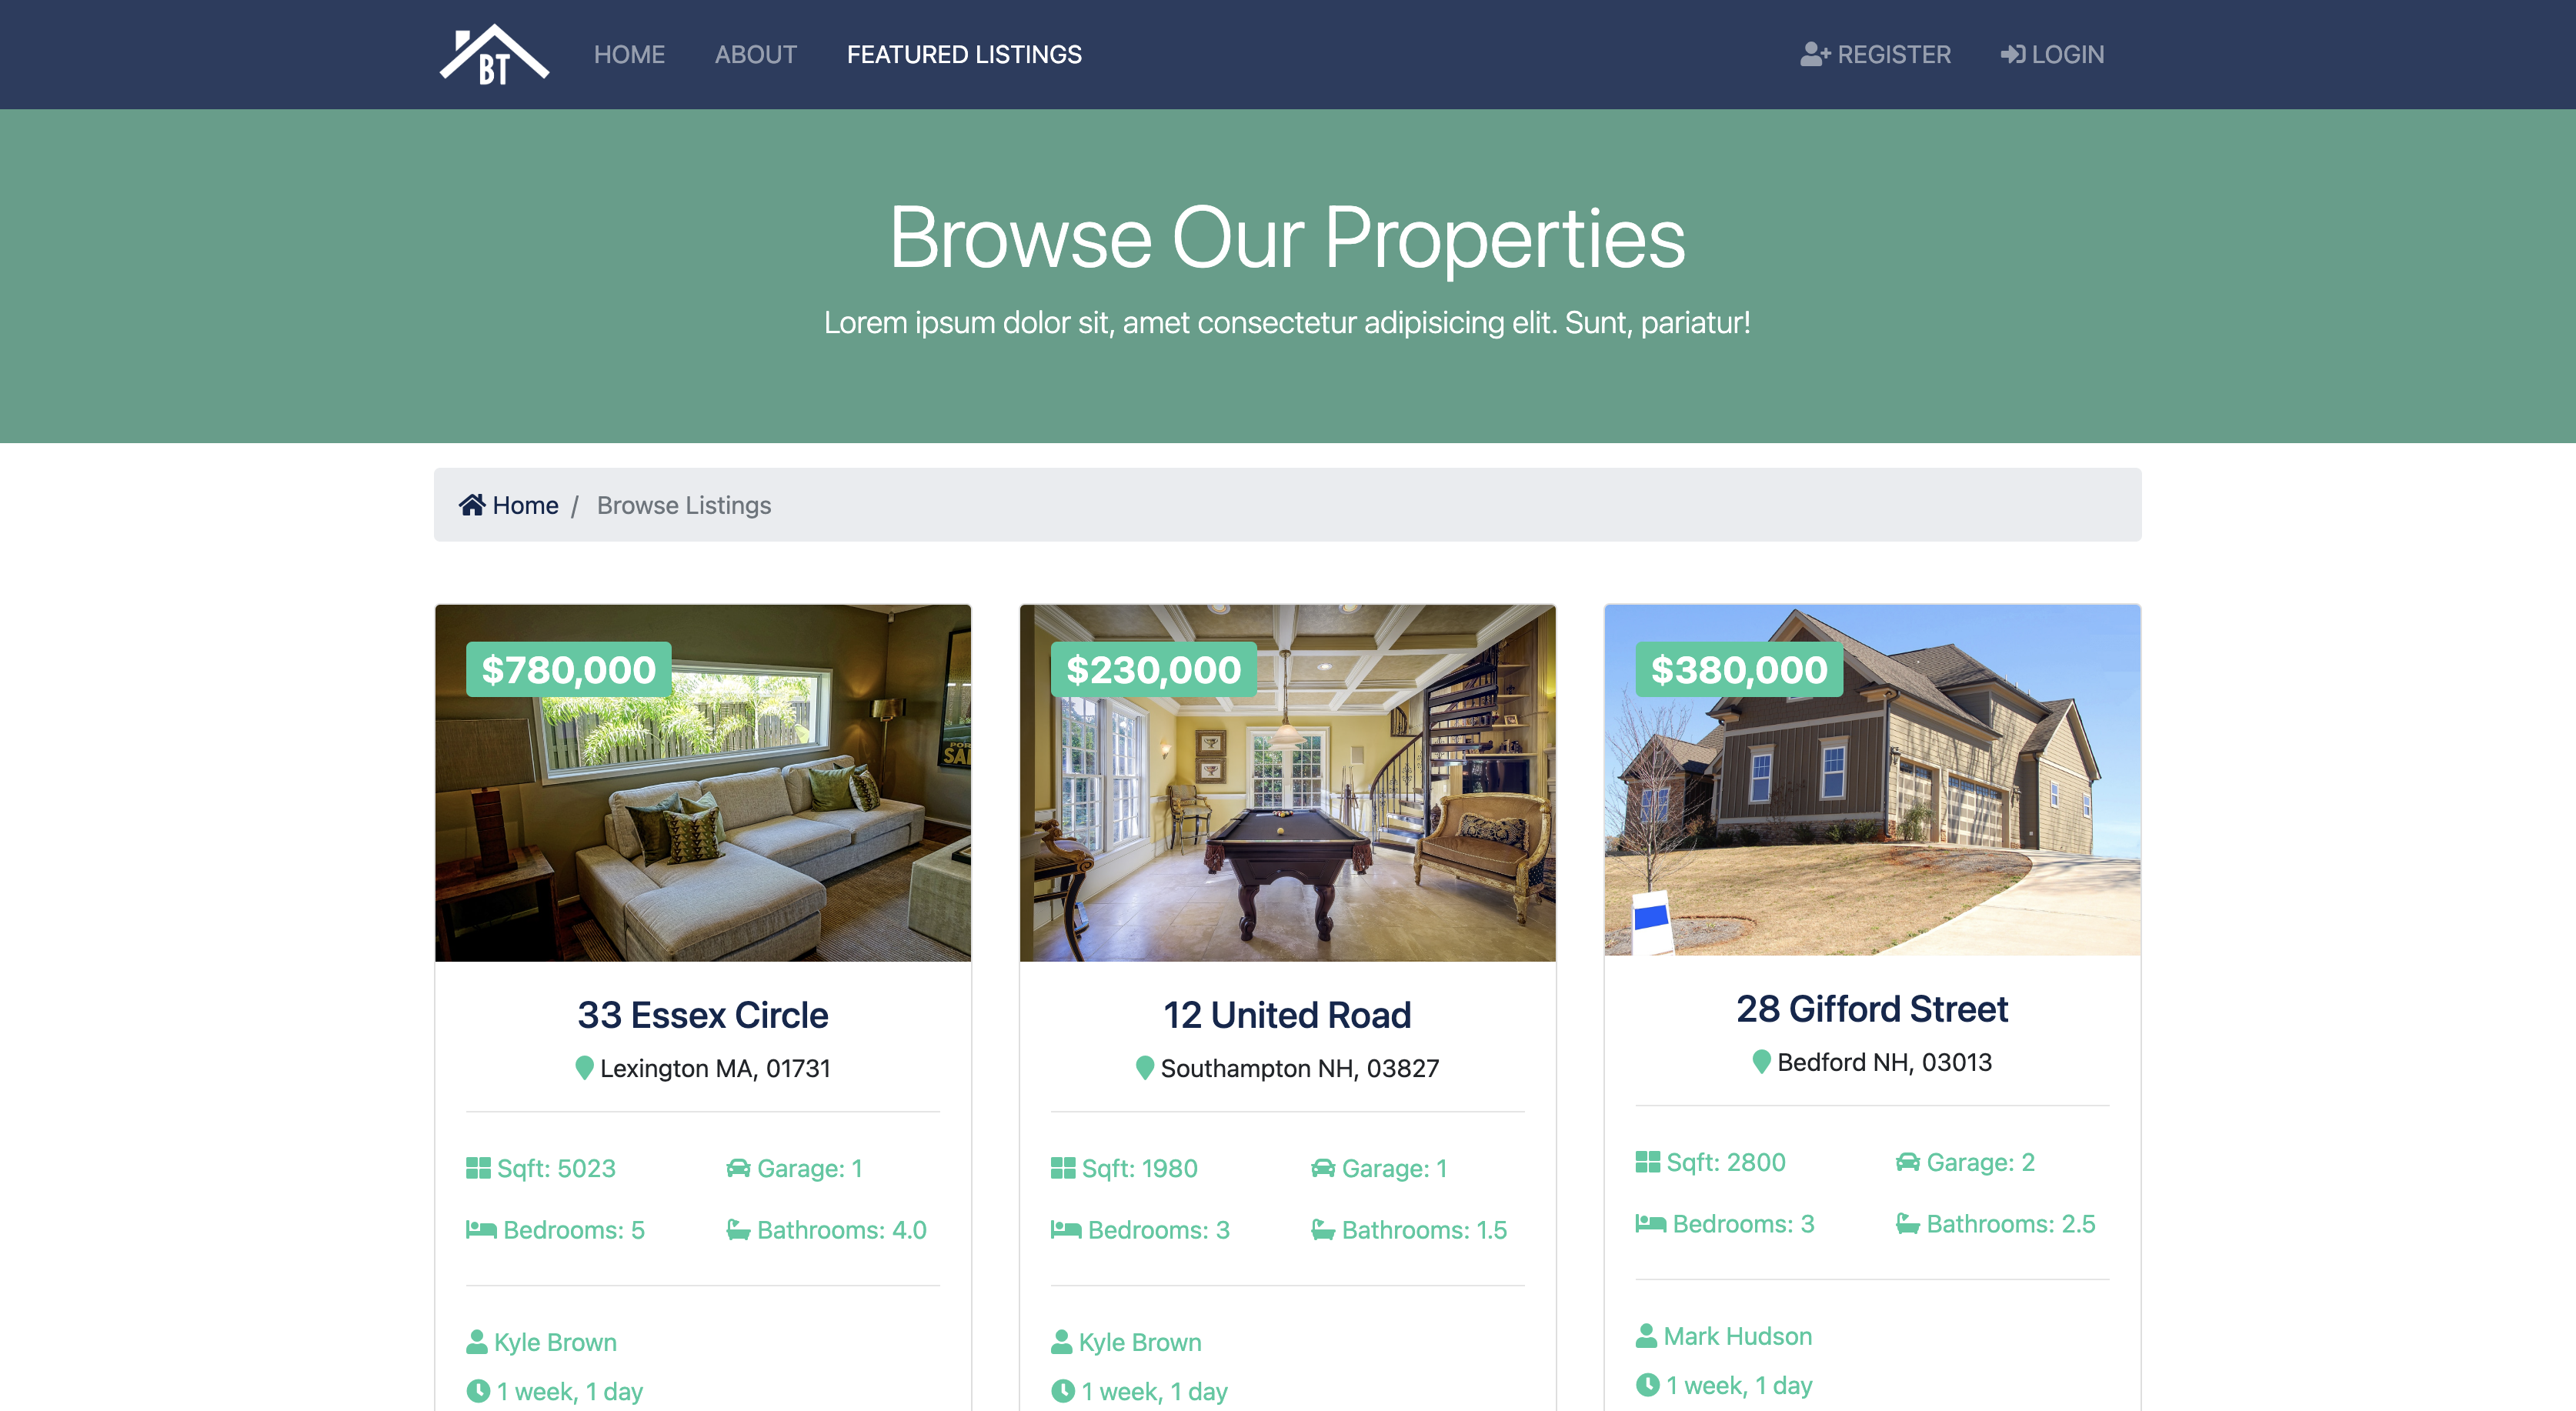 BT HOME ABOUT FEATURED LISTINGS REGISTER LOGIN
Browse Our Properties
Lorem ipsum dolor sit, amet consectetur adipisicing elit. Sunt, pariatur!
Home / Browse Listings
$780,000
SA
33 Essex Circle
Lexington MA, 01731
Sqft: 5023 Garage: 1
Bedrooms: 5 Bathrooms: 4.0
Kyle Brown
1 week, 1 day
$230,000
12 United Road
Southampton NH, 03827
Sqft: 1980 Garage: 1
Bedrooms: 3 Bathrooms: 1.5
Kyle Brown
1 week, 1 day
$380,000
28 Gifford Street
Bedford NH, 03013
Sqft: 2800 Garage: 2
Bedrooms: 3 Bathrooms: 2.5
Mark Hudson
1 week, 1 day